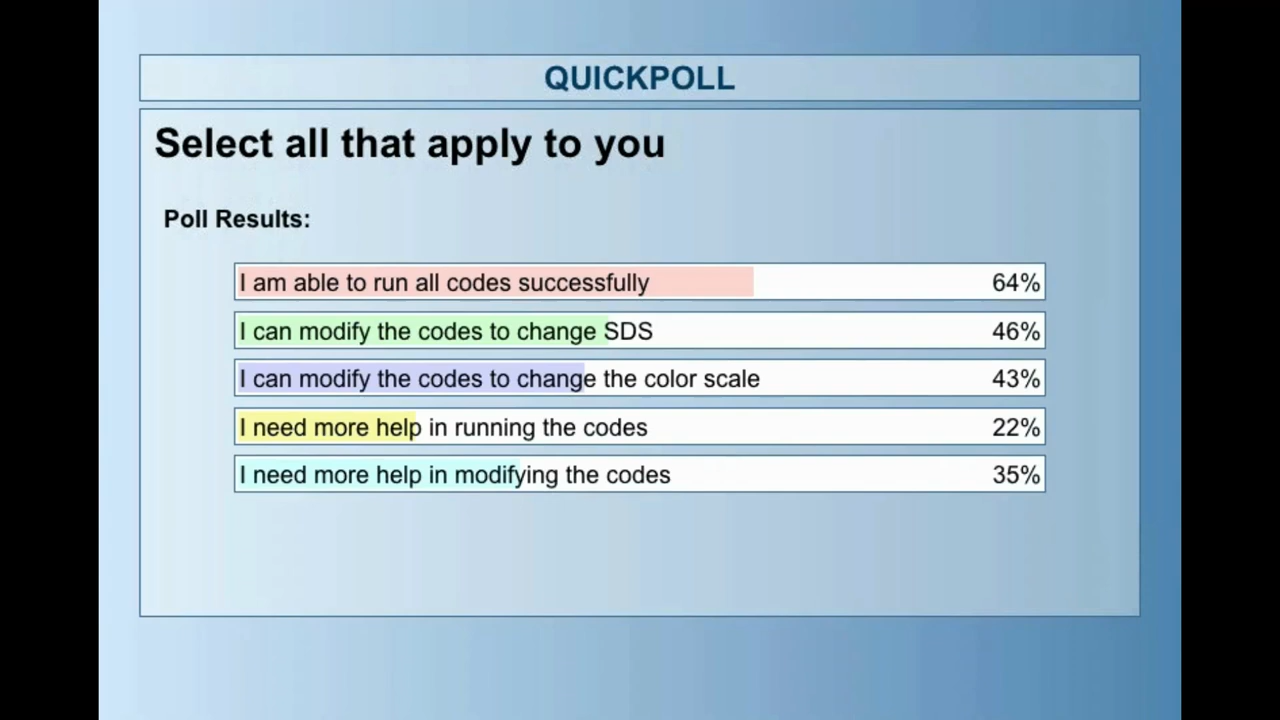 QUICKPOLL
Select all that apply to you
Poll Results:
I am able to run all codes successfully 64%
I can modify the codes to change SDS 46%
I can modify the codes to change the color scale 43%
I need more help in running the codes 22%
I need more help in modifying the codes 35%